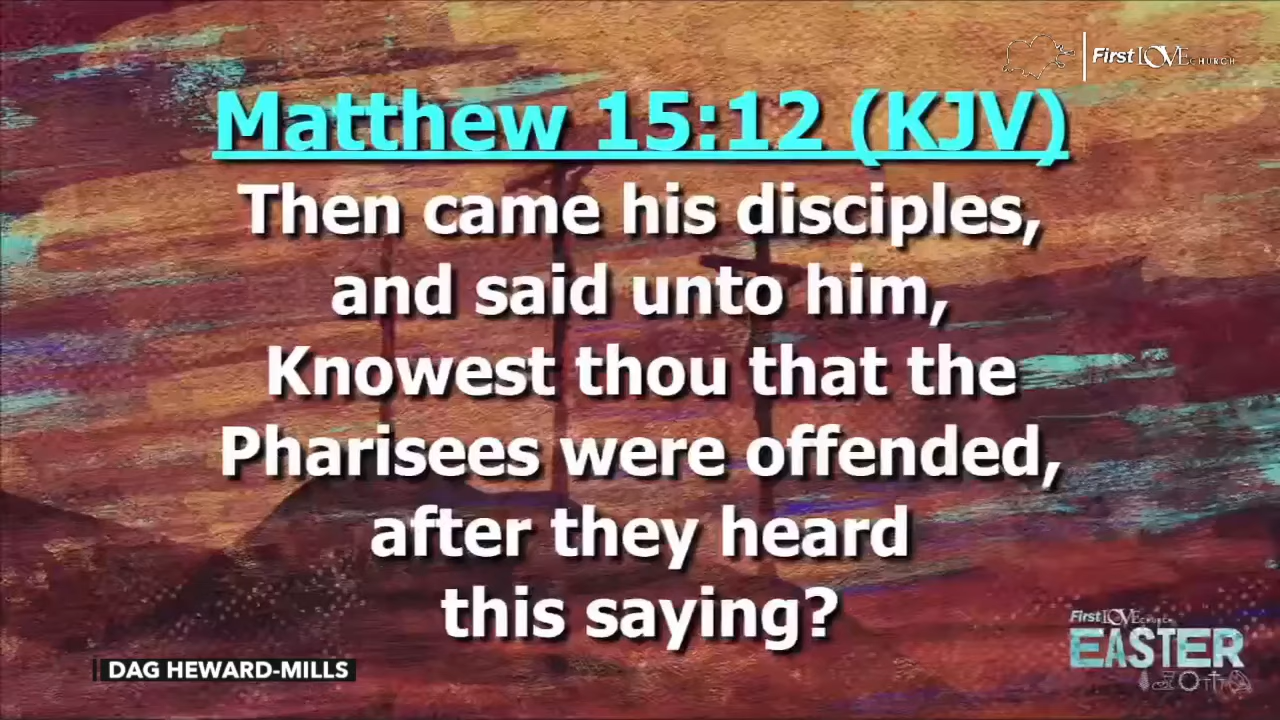 First LOVE CHURCH
Matthew 15:12 (KJV)
Then came his disciples,
and said unto him,
Knowest thou that the
Pharisees were offended,
after they heard
this saying?
First LOVE CHURCH
EASTER
DAG HEWARD-MILLS